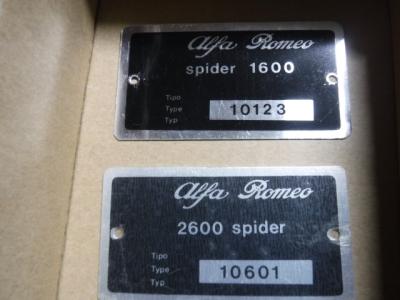 Alfa Romeo
spider 1600
Tipo
Type 10123
Typ
Alfa Romeo
2600 spider
Tipo
Type 10601
Typ